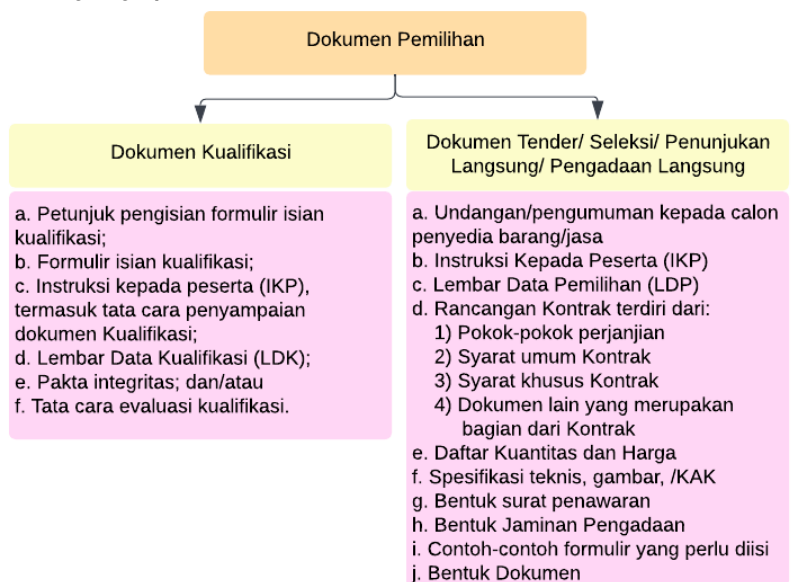 Dokumen Pemilihan
Dokumen Kualifikasi
a. Petunjuk pengisian formulir isian
kualifikasi;
b. Formulir isian kualifikasi;
c. Instruksi kepada peserta (IKP),
termasuk tata cara penyampaian
dokumen Kualifikasi;
d. Lembar Data Kualifikasi (LDK);
e. Pakta integritas; dan/atau
f. Tata cara evaluasi kualifikasi.
Dokumen Tender/ Seleksi/ Penunjukan
Langsung/ Pengadaan Langsung
a. Undangan/pengumuman kepada calon
penyedia barang/jasa
b. Instruksi Kepada Peserta (IKP)
c. Lembar Data Pemilihan (LDP)
d. Rancangan Kontrak terdiri dari:
1) Pokok-pokok perjanjian
2) Syarat umum Kontrak
3) Syarat khusus Kontrak
4) Dokumen lain yang merupakan
bagian dari Kontrak
e. Daftar Kuantitas dan Harga
f. Spesifikasi teknis, gambar, /KAK
g. Bentuk surat penawaran
h. Bentuk Jaminan Pengadaan
i. Contoh-contoh formulir yang perlu diisi
j. Bentuk Dokumen